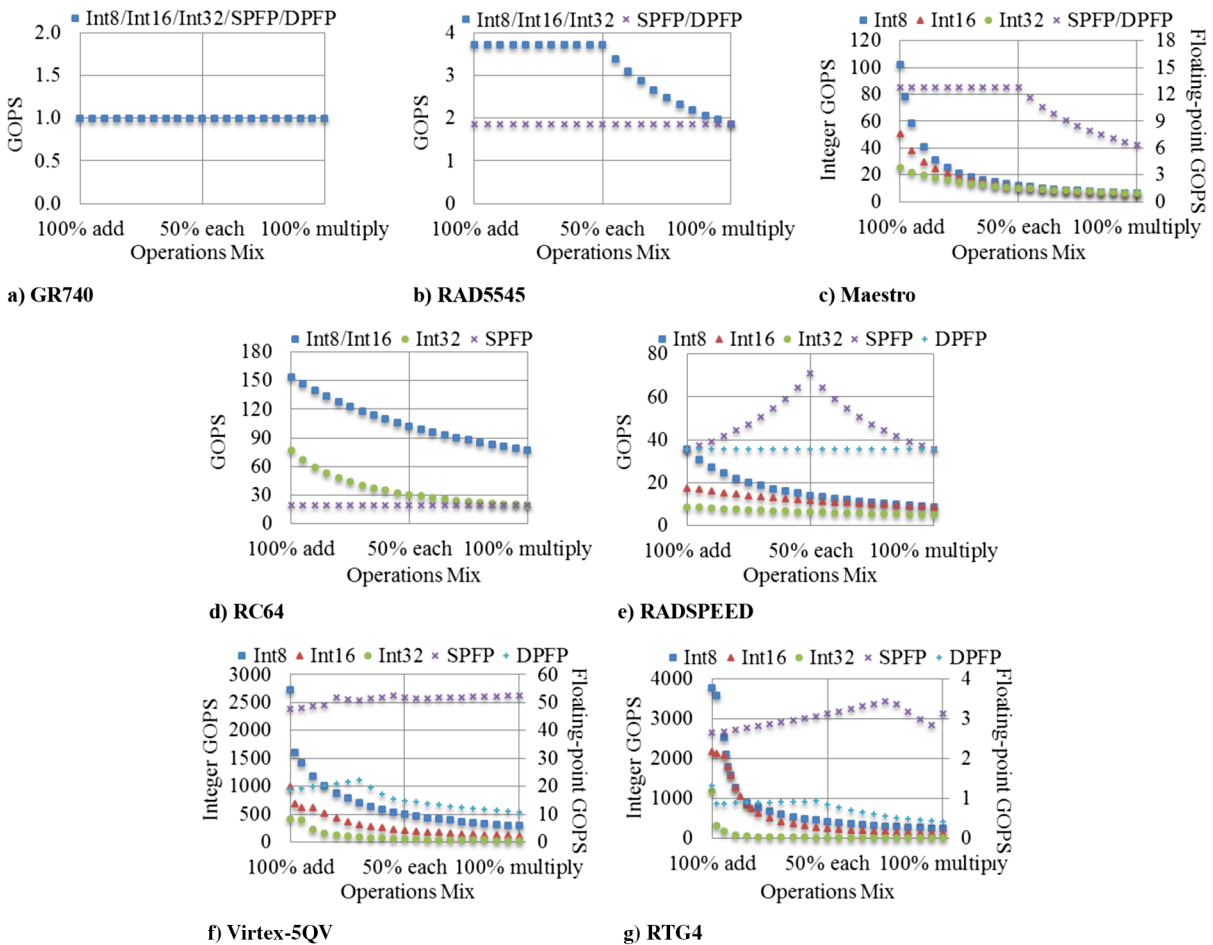 Int8/Int16/Int32/SPFP/DPFP
2.0
1.5
1.0
0.5
0.0
GOPS
100% add 50% each 100% multiply
Operations Mix
a) GR740
Int8/Int16/Int32 SPFP/DPFP
4
3
2
1
0
GOPS
100% add 50% each 100% multiply
Operations Mix
b) RAD5545
Int8 Int16 Int32 SPFP/DPFP
120
100
80
60
40
20
0
Integer GOPS
18
15
12
9
6
3
0
Floating-point GOPS
100% add 50% each 100% multiply
Operations Mix
c) Maestro
Int8/Int16 Int32 SPFP
180
150
120
90
60
30
0
GOPS
100% add 50% each 100% multiply
Operations Mix
d) RC64
Int8 Int16 Int32 SPFP DPFP
80
60
40
20
0
GOPS
100% add 50% each 100% multiply
Operations Mix
e) RADSPEED
Int8 Int16 Int32 SPFP DPFP
3000
2500
2000
1500
1000
500
0
Integer GOPS
60
50
40
30
20
10
0
Floating-point GOPS
100% add 50% each 100% multiply
Operations Mix
f) Virtex-5QV
Int8 Int16 Int32 SPFP DPFP
4000
3000
2000
1000
0
Integer GOPS
4
3
2
1
0
Floating-point GOPS
100% add 50% each 100% multiply
Operations Mix
g) RTG4